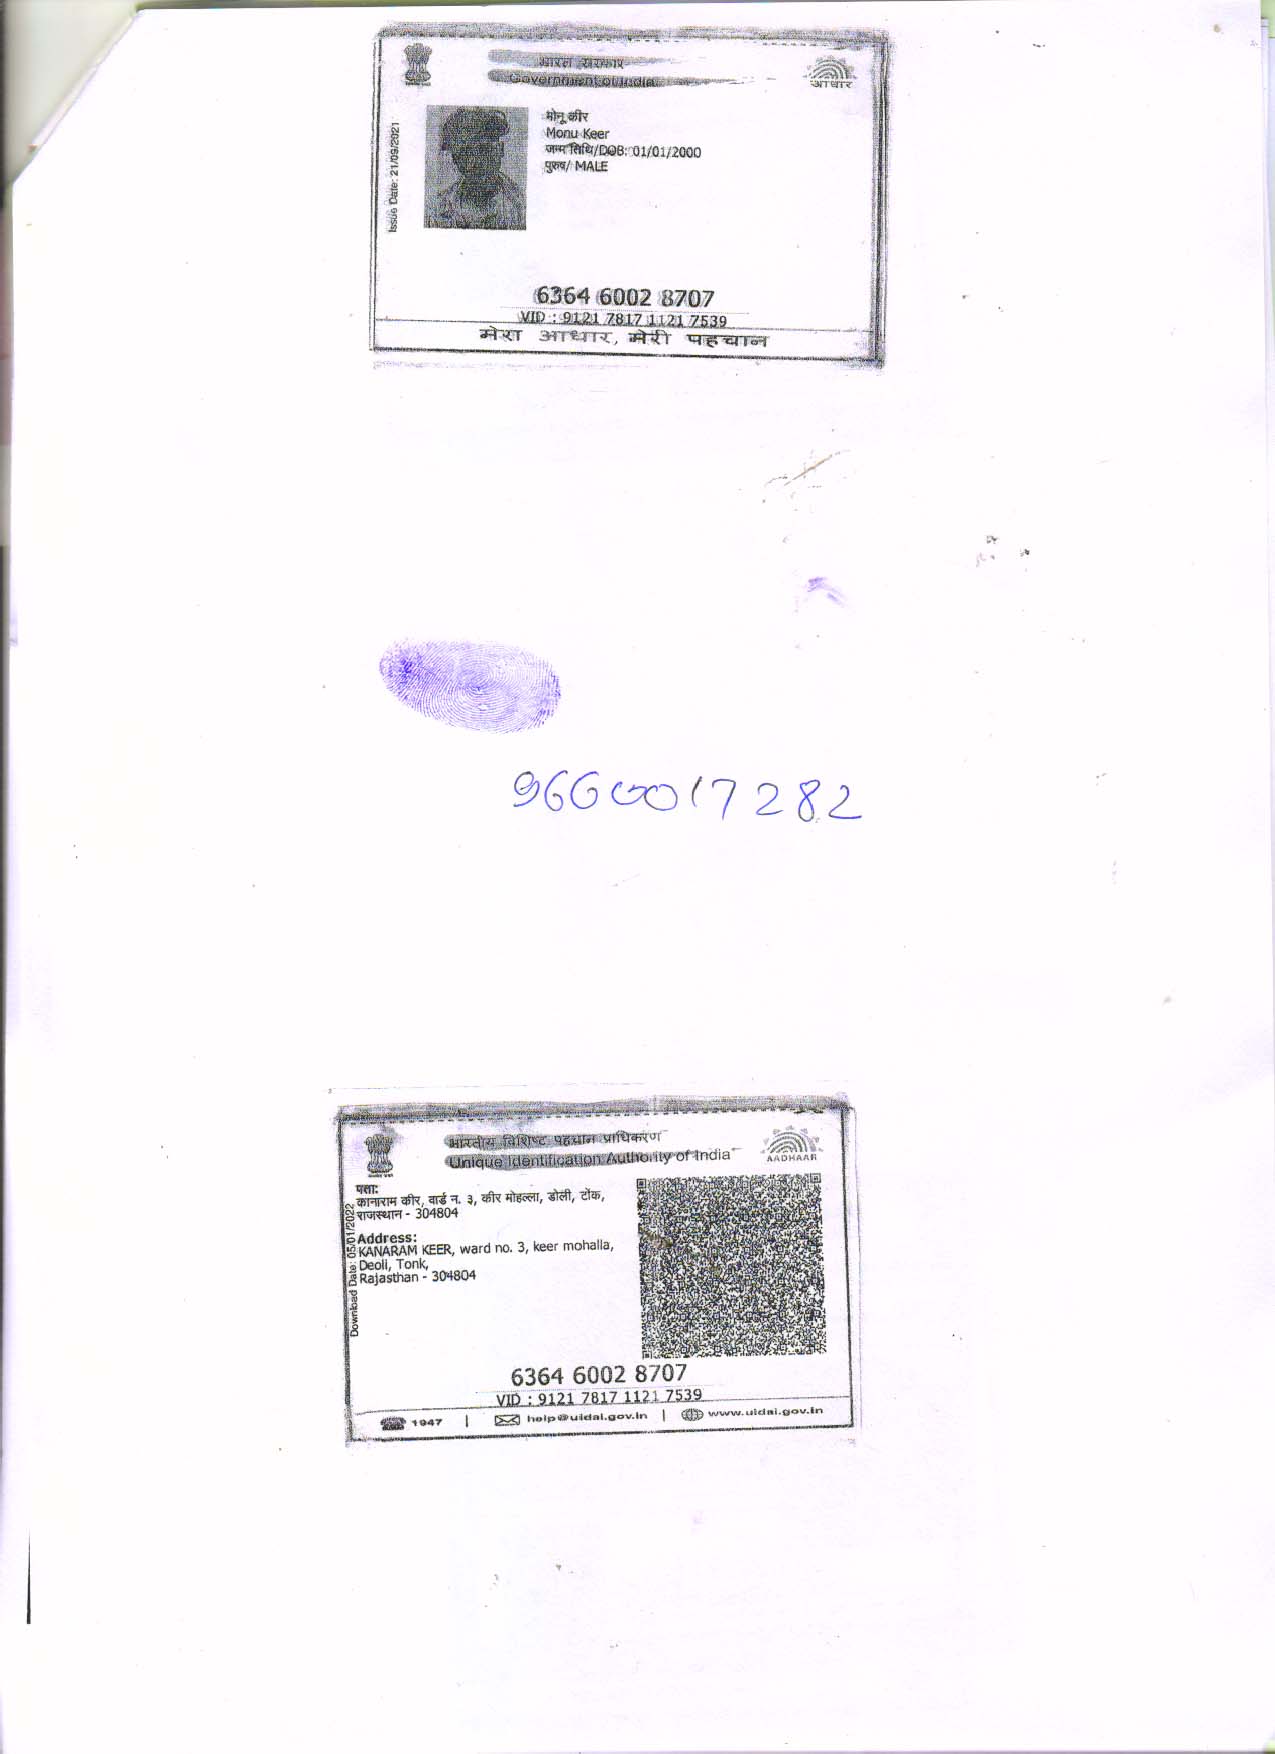 भारत सरकार
Government of India
आधार
Issue Date: 21/09/2021
मोनू कीर
Monu Keer
जन्म तिथि/DOB: 01/01/2000
पुरुष/ MALE
6364 6002 8707
VID : 9121 7817 1121 7539
मेरा आधार, मेरी पहचान
9660017282
भारतीय विशिष्ट पहचान प्राधिकरण
Unique Identification Authority of India
AADHAAR
Download Date: 05/01/2022
पता:
कानाराम कीर, वार्ड न. ३, कीर मोहल्ला, डोली, टोंक,
राजस्थान - 304804
Address:
KANARAM KEER, ward no. 3, keer mohalla,
Deoli, Tonk,
Rajasthan - 304804
6364 6002 8707
VID : 9121 7817 1121 7539
1947 | help@uidai.gov.in | www.uidai.gov.in